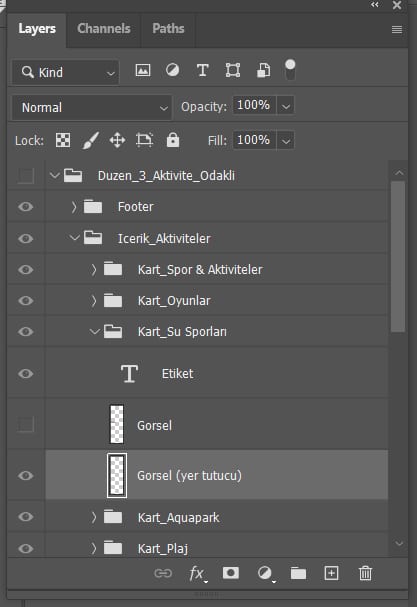 Layers Channels Paths
Kind
Normal Opacity: 100%
Lock: Fill: 100%
Duzen_3_Aktivite_Odakli
Footer
Icerik_Aktiviteler
Kart_Spor & Aktiviteler
Kart_Oyunlar
Kart_Su Sporları
T Etiket
Gorsel
Gorsel (yer tutucu)
Kart_Aquapark
Kart_Plaj
fx